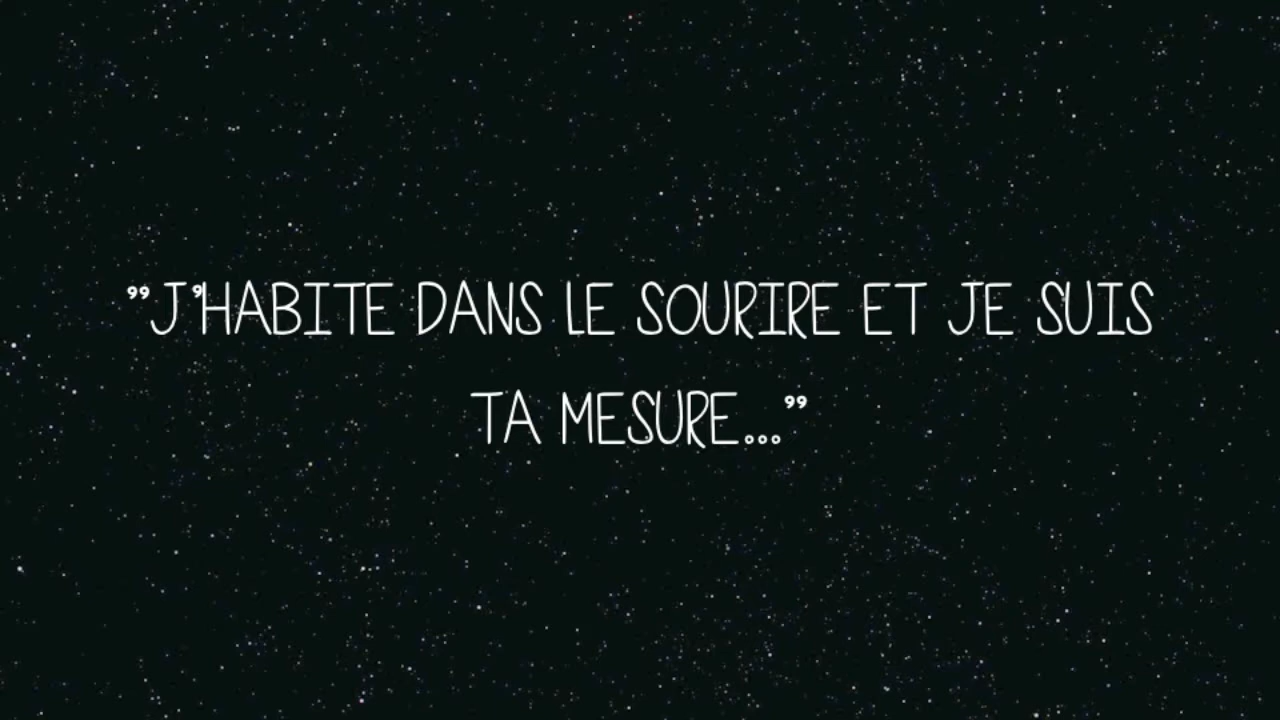 ”J’HABITE DANS LE SOURIRE ET JE SUIS
TA MESURE...”